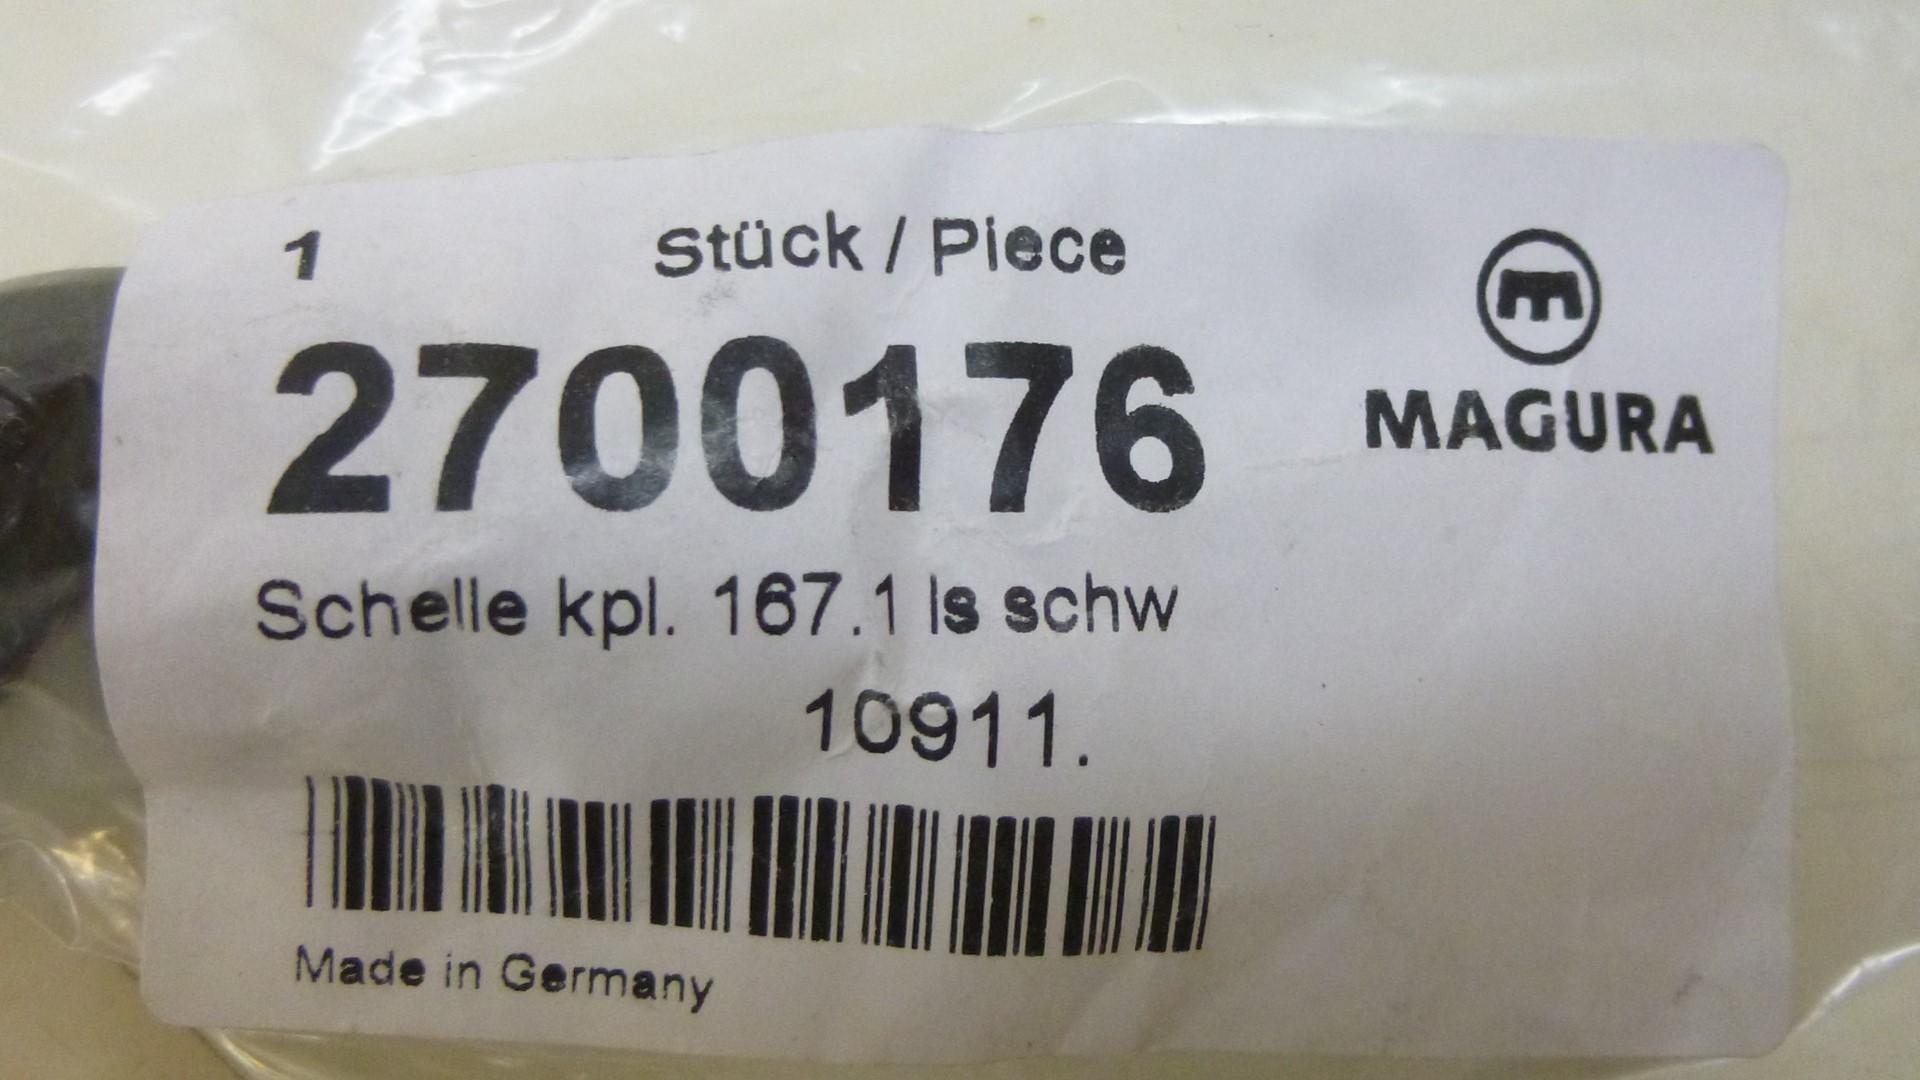 1 Stück / Piece
2700176
MAGURA
Schelle kpl. 167.1 ls schw
10911.
Made in Germany